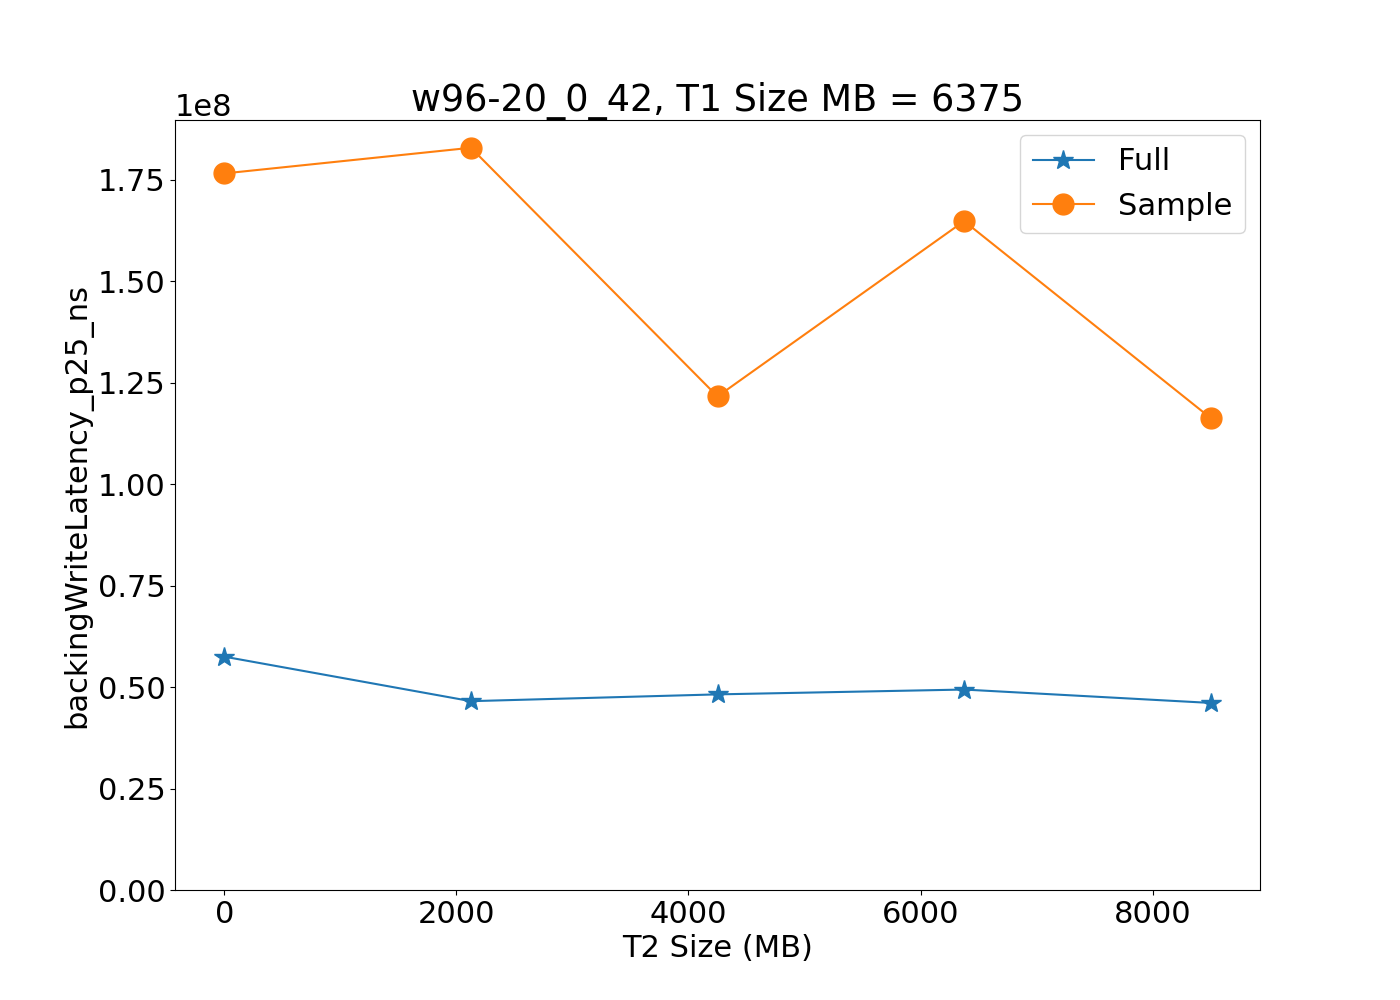 w96-20_0_42, T1 Size MB = 6375
1e8
Full
Sample
1.75
1.50
1.25
1.00
0.75
0.50
0.25
0.00
backingWriteLatency_p25_ns
0 2000 4000 6000 8000
T2 Size (MB)